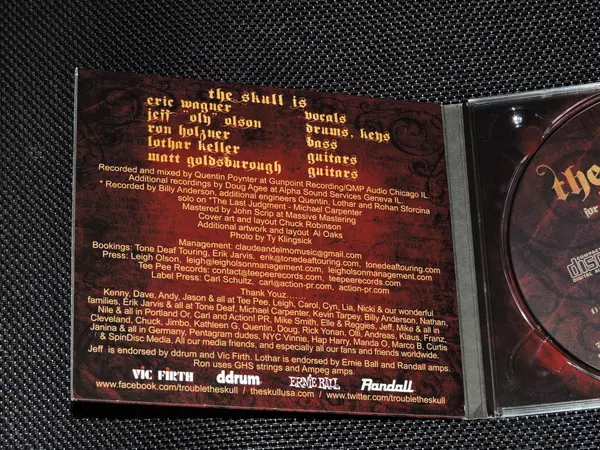 the skull is
eric wagner vocals
jeff "oly" olson drums, keys
ron holzner bass
lothar keller guitars
matt goldsborough guitars
Recorded and mixed by Quentin Poynter at Gunpoint Recording/QMP Audio Chicago IL.
Additional recordings by Doug Agee at Alpha Sound Services Geneva IL.
* Recorded by Billy Anderson, additional engineers Quentin, Lothar and Rohan Sforcina
solo on "The Last Judgment - Michael Carpenter
Mastered by John Scrip at Massive Mastering
Cover art and layout Chuck Robinson
Additional artwork and layout Al Oaks
Photo by Ty Klingsick
Management: claudeandelmomusic@gmail.com
Bookings: Tone Deaf Touring, Erik Jarvis, erik@tonedeaftouring.com, tonedeaftouring.com
Press: Leigh Olson, leigh@leigholsonmanagement.com, leigholsonmanagement.com
Tee Pee Records: contact@teepeerecords.com, teepeerecords.com
Label Press: Carl Schultz, carl@action-pr.com, action-pr.com
Thank Youz.......
Kenny, Dave, Andy, Jason & all at Tee Pee, Leigh, Carol, Cyn, Lia, Nicki & our wonderful
families, Erik Jarvis & all at Tone Deaf, Michael Carpenter, Kevin Tarpey, Billy Anderson, Nathan,
Nile & all in Portland Or, Carl and Action! PR, Mike Smith, Elle & Reggies, Jeff, Mike & all in
Cleveland, Chuck, Jimbo, Kathleen G. Quentin, Doug, Rick Yonan, Olli, Andreas, Klaus, Franz,
Janina & all in Germany, Pentagram dudes, NYC Vinnie, Hap Harry, Manda O, Marco B, Curtis
& SpinDisc Media, All our media friends, and especially all our fans and friends worldwide.
Jeff is endorsed by ddrum and Vic Firth. Lothar is endorsed by Ernie Ball and Randall amps.
Ron uses GHS strings and Ampeg amps.
VIC FIRTH ddrum ERNIE BALL Randall
www.facebook.com/troubletheskull / theskullusa.com / www.twitter.com/troubletheskull
the
for
COMPACT
disc